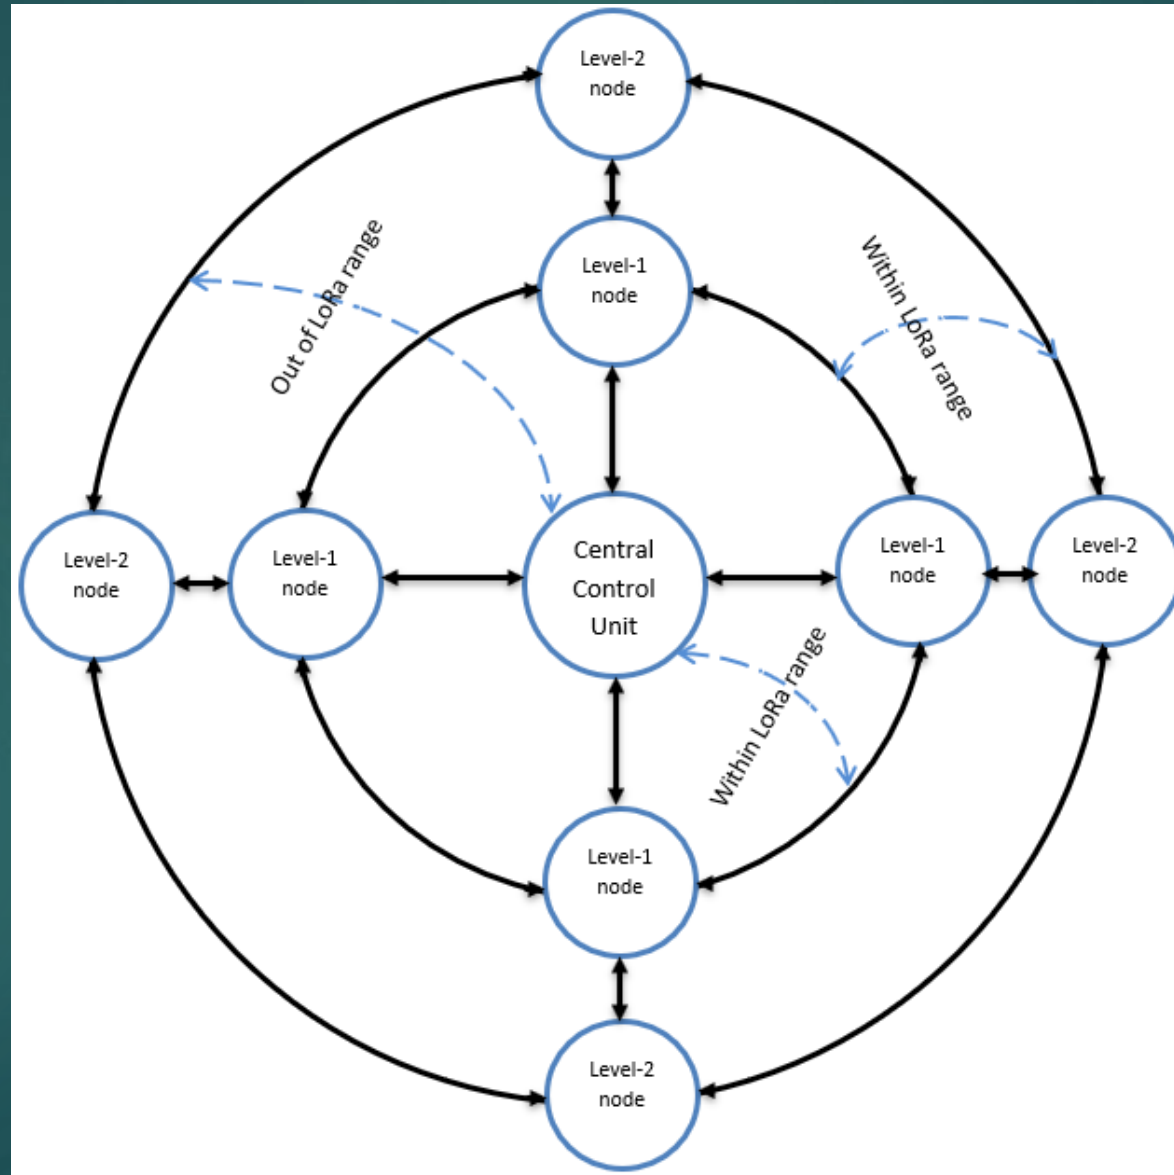 Level-2
node
Out of LoRa range
Level-1
node
Within LoRa range
Level-2
node
Level-1
node
Central
Control
Unit
Level-1
node
Level-2
node
Within LoRa range
Level-1
node
Level-2
node